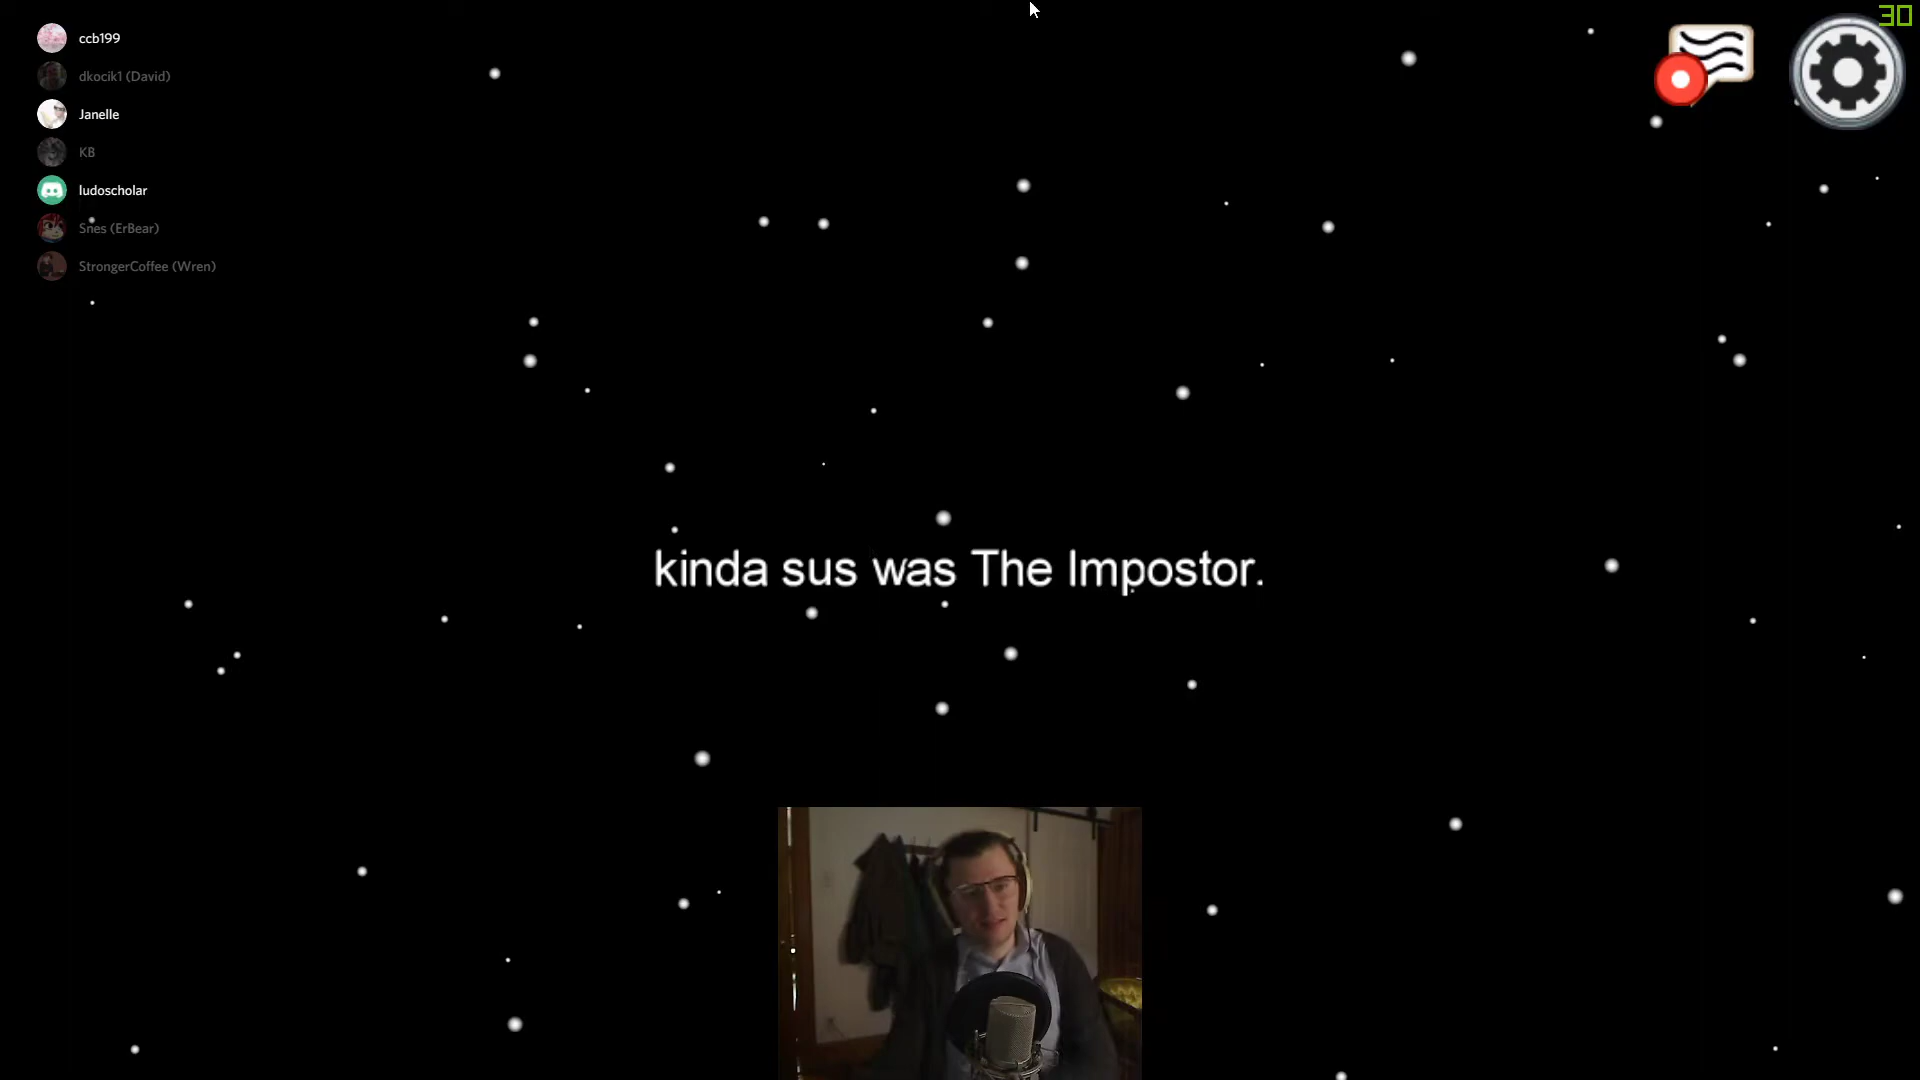 ccb199
dkocik1 (David)
Janelle
KB
ludoscholar
Snes (ErBear)
StrongerCoffee (Wren)
30
kinda sus was The Impostor.